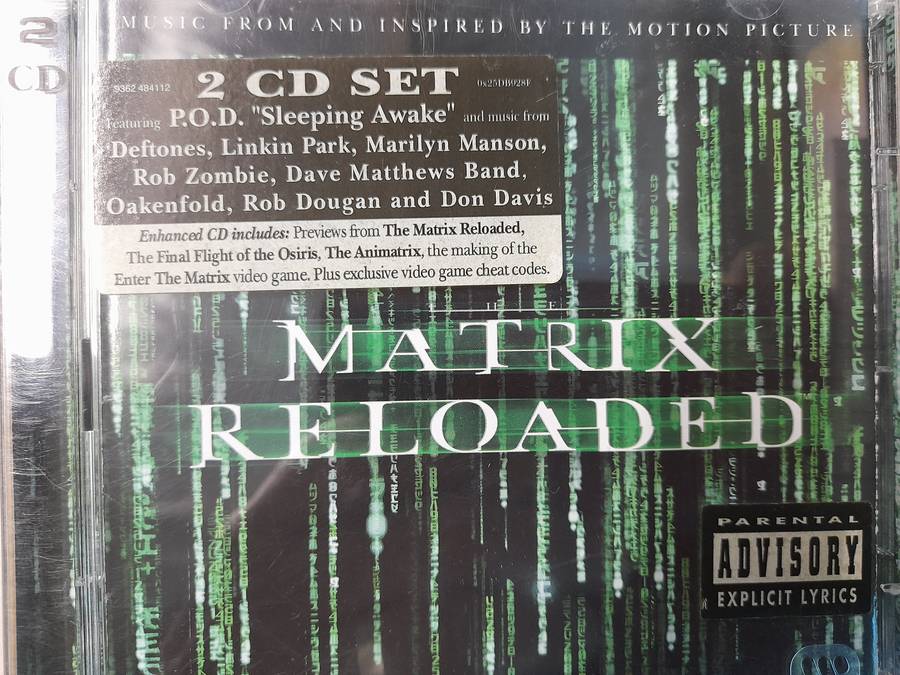 MUSIC FROM AND INSPIRED BY THE MOTION PICTURE
2
CD
9362 484112
2 CD SET
0x25DB928F
featuring P.O.D. "Sleeping Awake" and music from
Deftones, Linkin Park, Marilyn Manson,
Rob Zombie, Dave Matthews Band,
Oakenfold, Rob Dougan and Don Davis
Enhanced CD includes: Previews from The Matrix Reloaded,
The Final Flight of the Osiris, The Animatrix, the making of the
Enter The Matrix video game. Plus exclusive video game cheat codes.
THE
MATRIX
RELOADED
PARENTAL
ADVISORY
EXPLICIT LYRICS